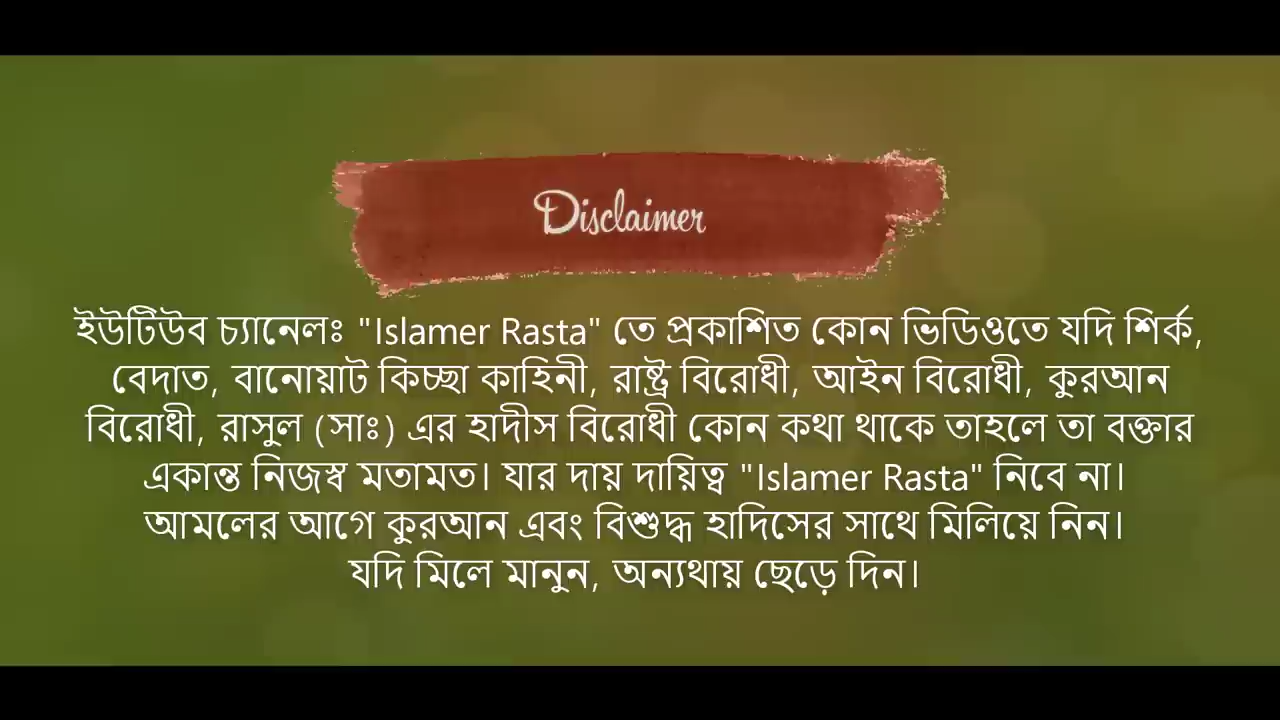 Disclaimer
ইউটিউব চ্যানেলঃ "Islamer Rasta" তে প্রকাশিত কোন ভিডিওতে যদি শির্ক,
বেদাত, বানোয়াট কিচ্ছা কাহিনী, রাষ্ট্র বিরোধী, আইন বিরোধী, কুরআন
বিরোধী, রাসুল (সাঃ) এর হাদীস বিরোধী কোন কথা থাকে তাহলে তা বক্তার
একান্ত নিজস্ব মতামত। যার দায় দায়িত্ব "Islamer Rasta" নিবে না।
আমলের আগে কুরআন এবং বিশুদ্ধ হাদিসের সাথে মিলিয়ে নিন।
যদি মিলে মানুন, অন্যথায় ছেড়ে দিন।